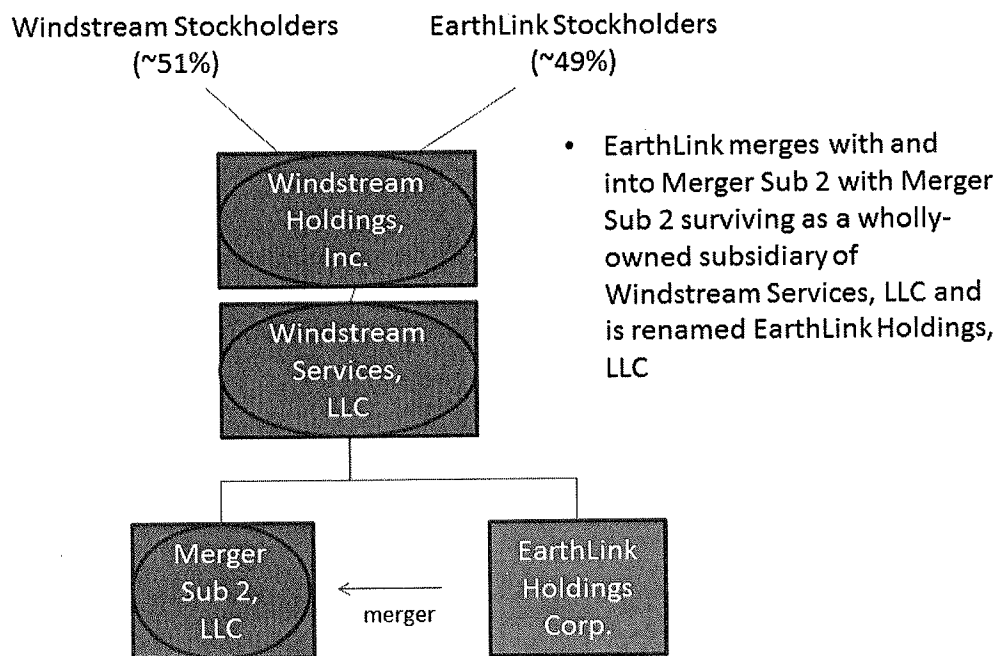 Windstream Stockholders
(~51%)
EarthLink Stockholders
(~49%)
Windstream
Holdings,
Inc.
Windstream
Services,
LLC
Merger
Sub 2,
LLC
merger
EarthLink
Holdings
Corp.
• EarthLink merges with and
into Merger Sub 2 with Merger
Sub 2 surviving as a wholly-
owned subsidiary of
Windstream Services, LLC and
is renamed EarthLink Holdings,
LLC